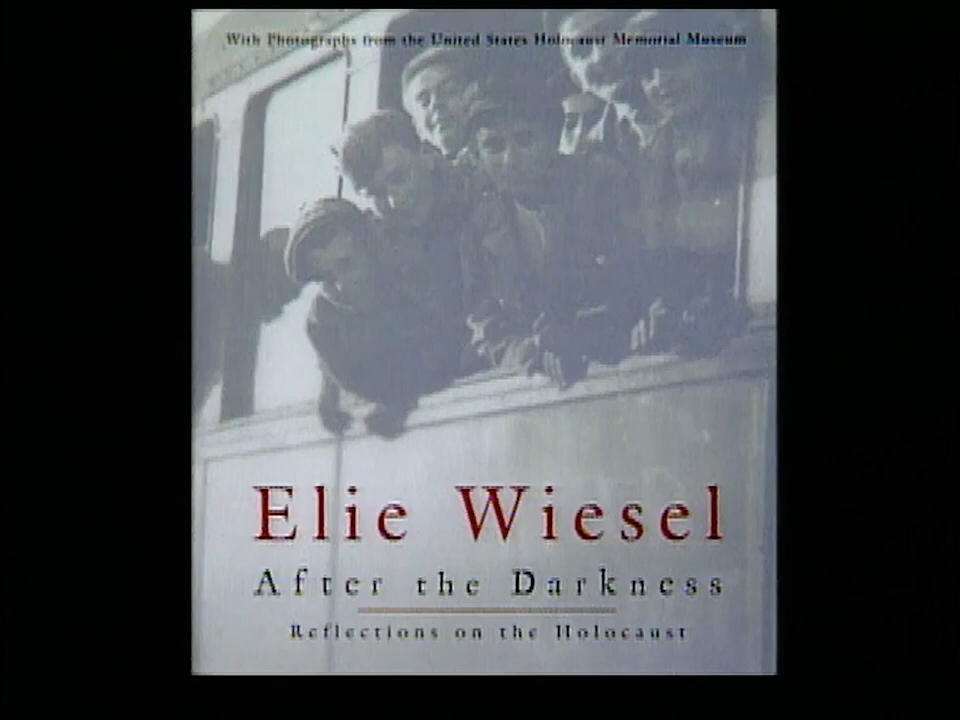 With Photographs from the United States Holocaust Memorial Museum
Elie Wiesel
After the Darkness
Reflections on the Holocaust